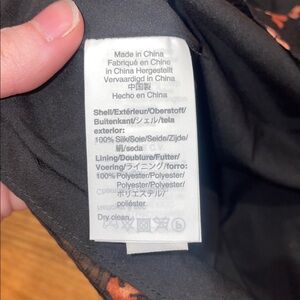 Made in China
Fabriqué en Chine
in China Hergestellt
Vervaardigd in China
中国製
Hecho en China
Shell/Extérieur/Oberstoff/
Buitenkant/シェル/tela
exterior:
100% Silk/Soie/Seide/Zijde/
絹/seda
Lining/Doublure/Futter/
Voering/ライニング/forro:
100% Polyester/Polyester/
Polyester/Polyester/
ポリエステル/
poliéster
Dry clean